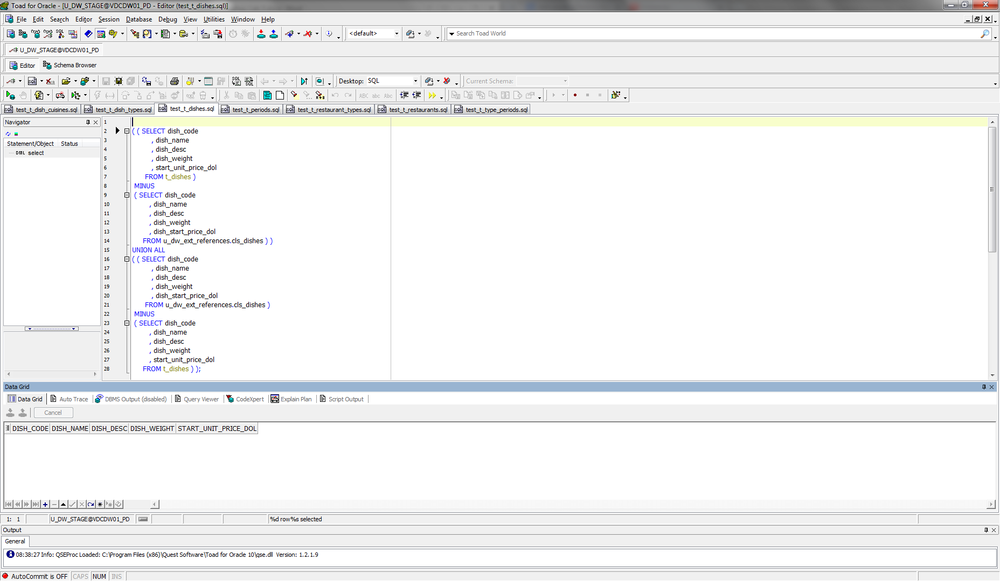 Toad for Oracle - [U_DW_STAGE@VDCDW01_PD - Editor (test_t_dishes.sql)]
File Edit Search Editor Session Database Debug View Utilities Window Help
<default> Search Toad World
U_DW_STAGE@VDCDW01_PD
Editor Schema Browser
Desktop: SQL Current Schema:
test_t_dish_cuisines.sql test_t_dish_types.sql test_t_dishes.sql test_t_periods.sql test_t_restaurant_types.sql test_t_restaurants.sql test_t_type_periods.sql
Navigator
Statement/Object Status
DML select
1
2 ( ( SELECT dish_code
3 , dish_name
4 , dish_desc
5 , dish_weight
6 , start_unit_price_dol
7 FROM t_dishes )
8 MINUS
9 ( SELECT dish_code
10 , dish_name
11 , dish_desc
12 , dish_weight
13 , dish_start_price_dol
14 FROM u_dw_ext_references.cls_dishes ) )
15 UNION ALL
16 ( ( SELECT dish_code
17 , dish_name
18 , dish_desc
19 , dish_weight
20 , dish_start_price_dol
21 FROM u_dw_ext_references.cls_dishes )
22 MINUS
23 ( SELECT dish_code
24 , dish_name
25 , dish_desc
26 , dish_weight
27 , start_unit_price_dol
28 FROM t_dishes ) );
Data Grid
Data Grid Auto Trace DBMS Output (disabled) Query Viewer CodeXpert Explain Plan Script Output
Cancel
DISH_CODE DISH_NAME DISH_DESC DISH_WEIGHT START_UNIT_PRICE_DOL
1: 1 U_DW_STAGE@VDCDW01_PD %d row%s selected
Output
General
08:38:27 Info: QSEProc Loaded: C:\Program Files (x86)\Quest Software\Toad for Oracle 10\qse.dll Version: 1.2.1.9
AutoCommit is OFF CAPS NUM INS